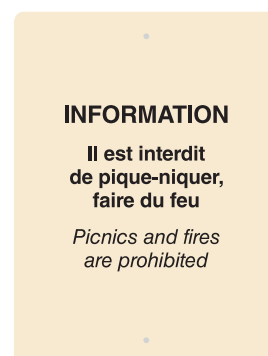 INFORMATION
Il est interdit
de pique-niquer,
faire du feu
Picnics and fires
are prohibited